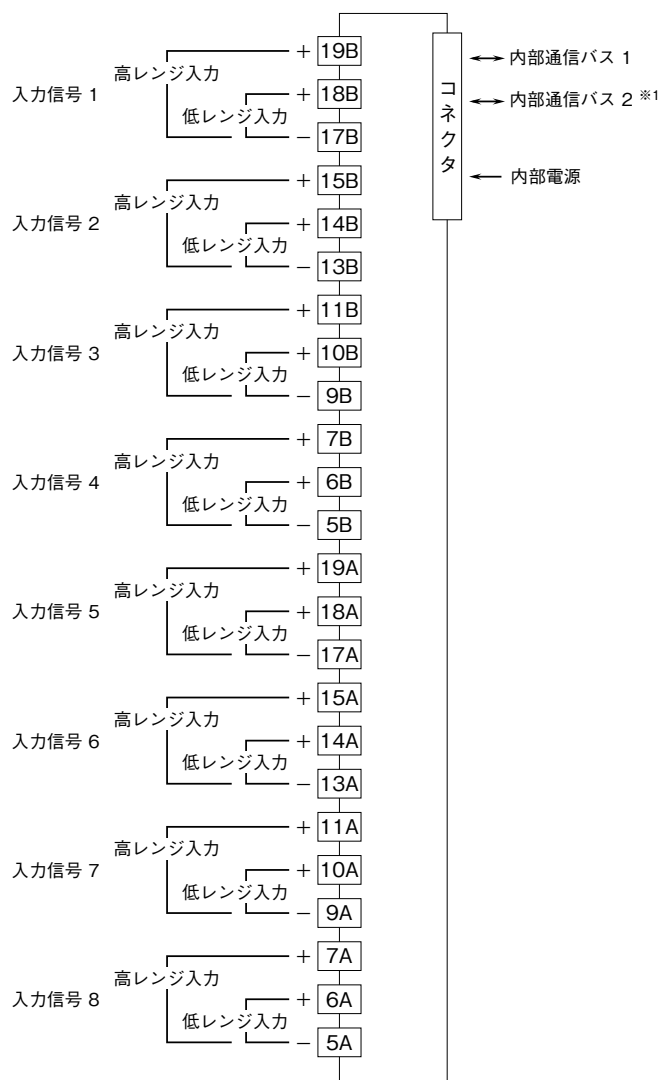 入力信号 1
高レンジ入力
低レンジ入力
+ 19B
+ 18B
− 17B
入力信号 2
高レンジ入力
低レンジ入力
+ 15B
+ 14B
− 13B
入力信号 3
高レンジ入力
低レンジ入力
+ 11B
+ 10B
− 9B
入力信号 4
高レンジ入力
低レンジ入力
+ 7B
+ 6B
− 5B
入力信号 5
高レンジ入力
低レンジ入力
+ 19A
+ 18A
− 17A
入力信号 6
高レンジ入力
低レンジ入力
+ 15A
+ 14A
− 13A
入力信号 7
高レンジ入力
低レンジ入力
+ 11A
+ 10A
− 9A
入力信号 8
高レンジ入力
低レンジ入力
+ 7A
+ 6A
− 5A
コネクタ
内部通信バス 1
内部通信バス 2 ※1
内部電源